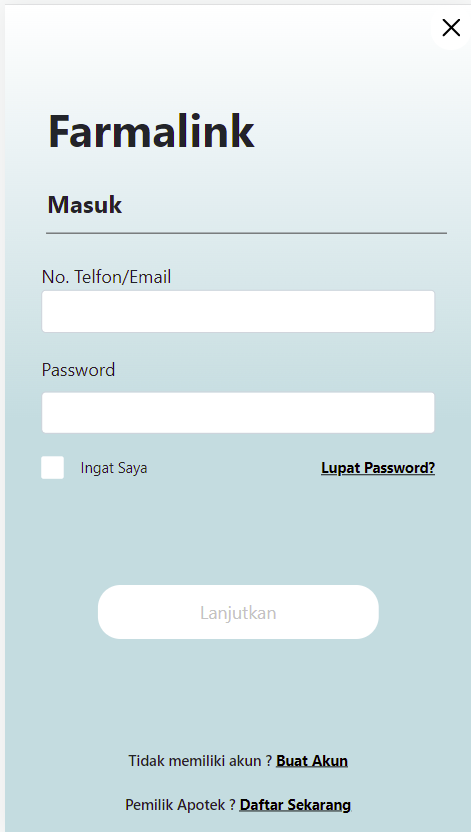 Farmalink
Masuk
No. Telfon/Email
Password
Ingat Saya Lupat Password?
Lanjutkan
Tidak memiliki akun ? Buat Akun
Pemilik Apotek ? Daftar Sekarang